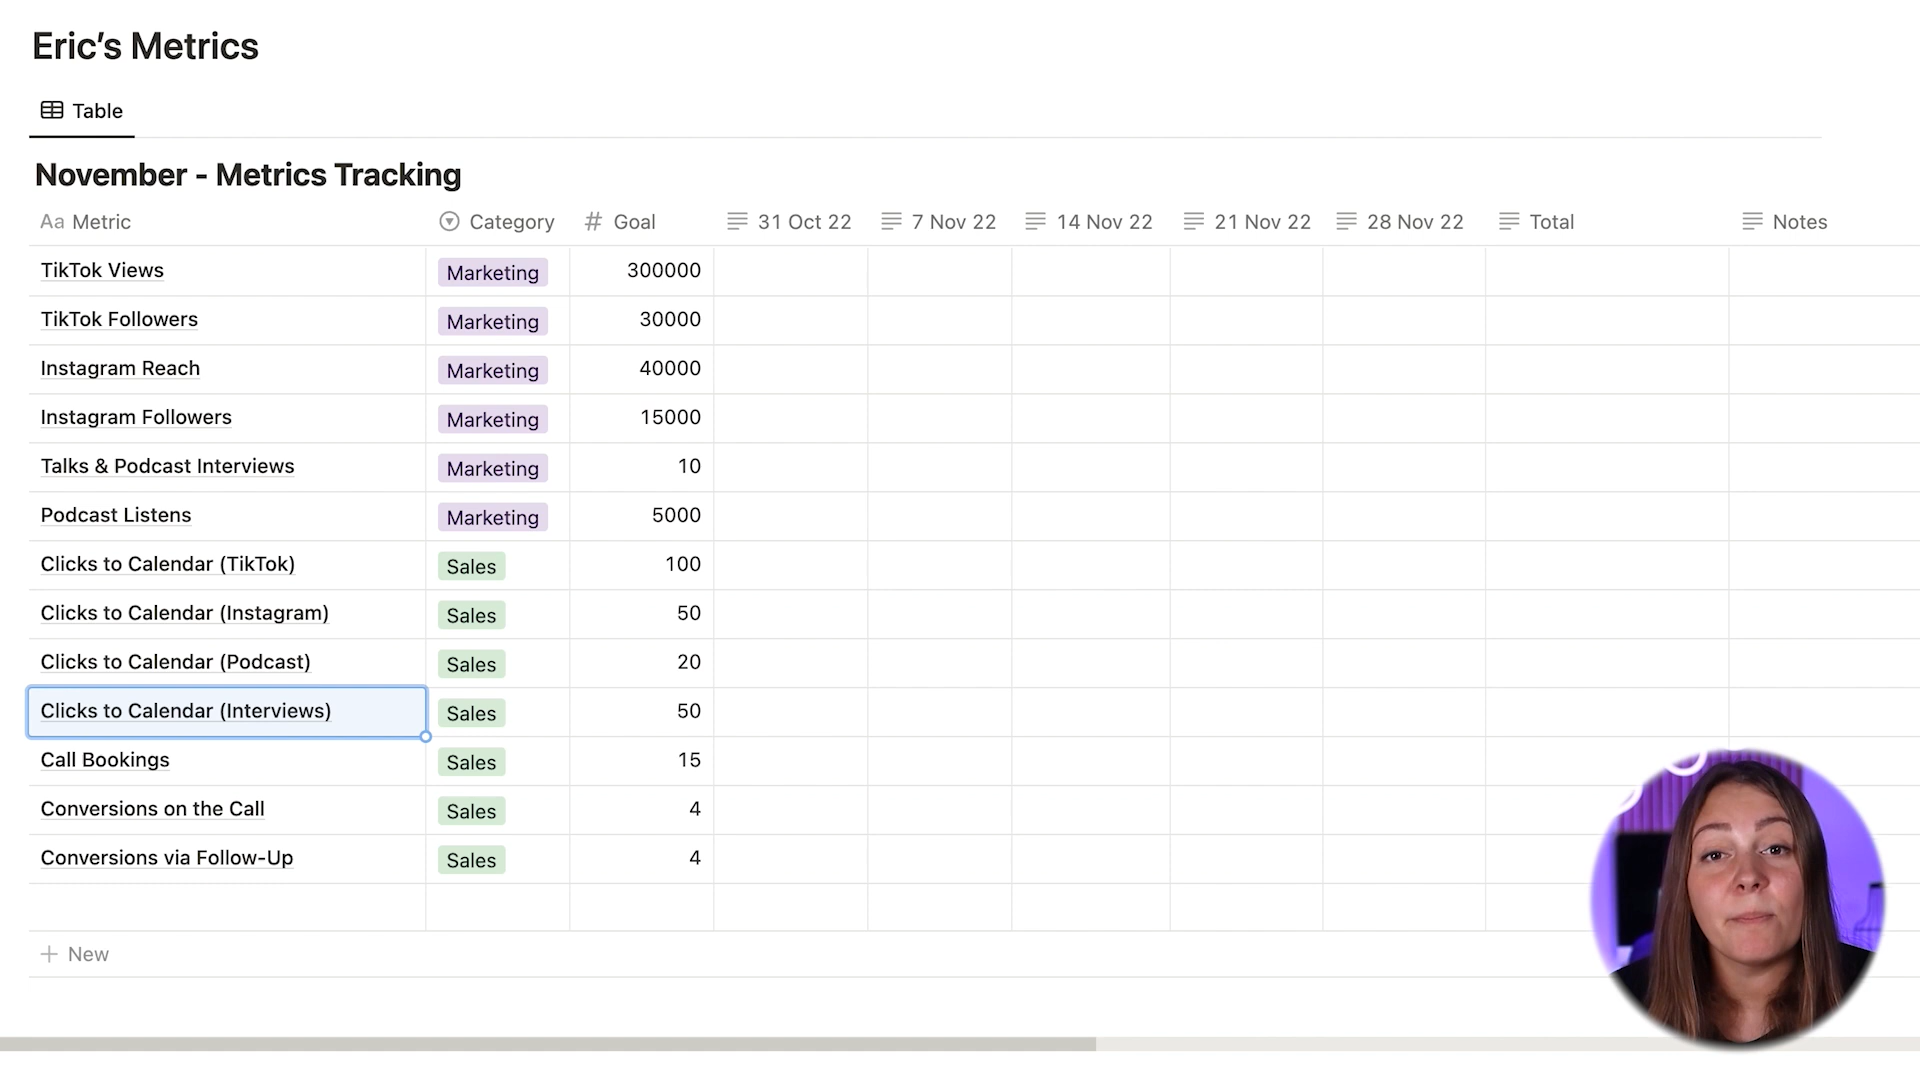 Eric's Metrics
Table
November - Metrics Tracking
Aa Metric Category # Goal 31 Oct 22 7 Nov 22 14 Nov 22 21 Nov 22 28 Nov 22 Total Notes
TikTok Views Marketing 300000
TikTok Followers Marketing 30000
Instagram Reach Marketing 40000
Instagram Followers Marketing 15000
Talks & Podcast Interviews Marketing 10
Podcast Listens Marketing 5000
Clicks to Calendar (TikTok) Sales 100
Clicks to Calendar (Instagram) Sales 50
Clicks to Calendar (Podcast) Sales 20
Clicks to Calendar (Interviews) Sales 50
Call Bookings Sales 15
Conversions on the Call Sales 4
Conversions via Follow-Up Sales 4
+ New